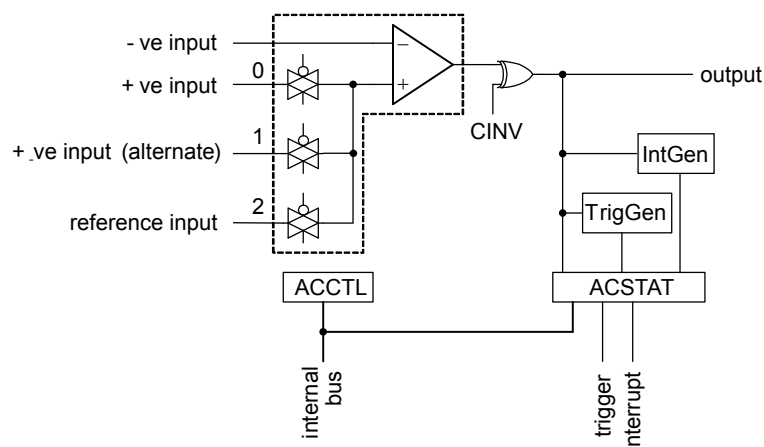 - ve input
+ ve input
0
+ ve input (alternate)
1
reference input
2
−
+
CINV
output
IntGen
TrigGen
ACCTL
ACSTAT
internal
bus
trigger
nterrupt